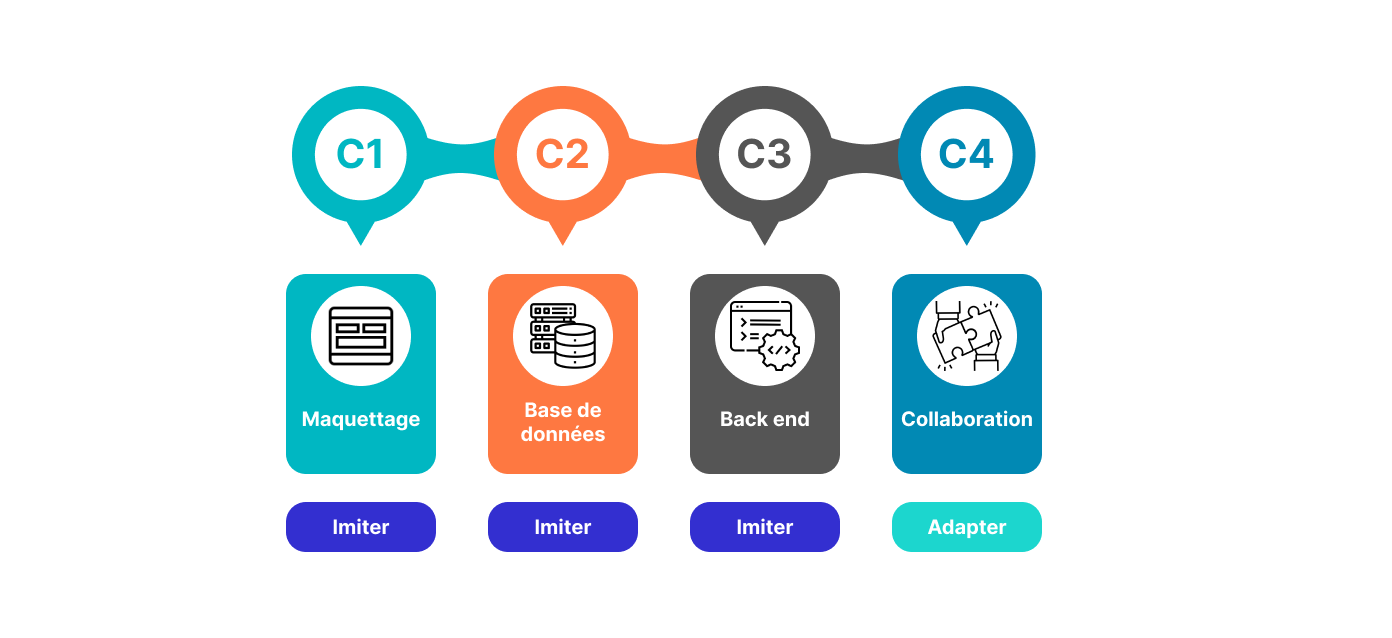 C1
C2
C3
C4
Maquettage
Base de
données
Back end
Collaboration
Imiter
Imiter
Imiter
Adapter